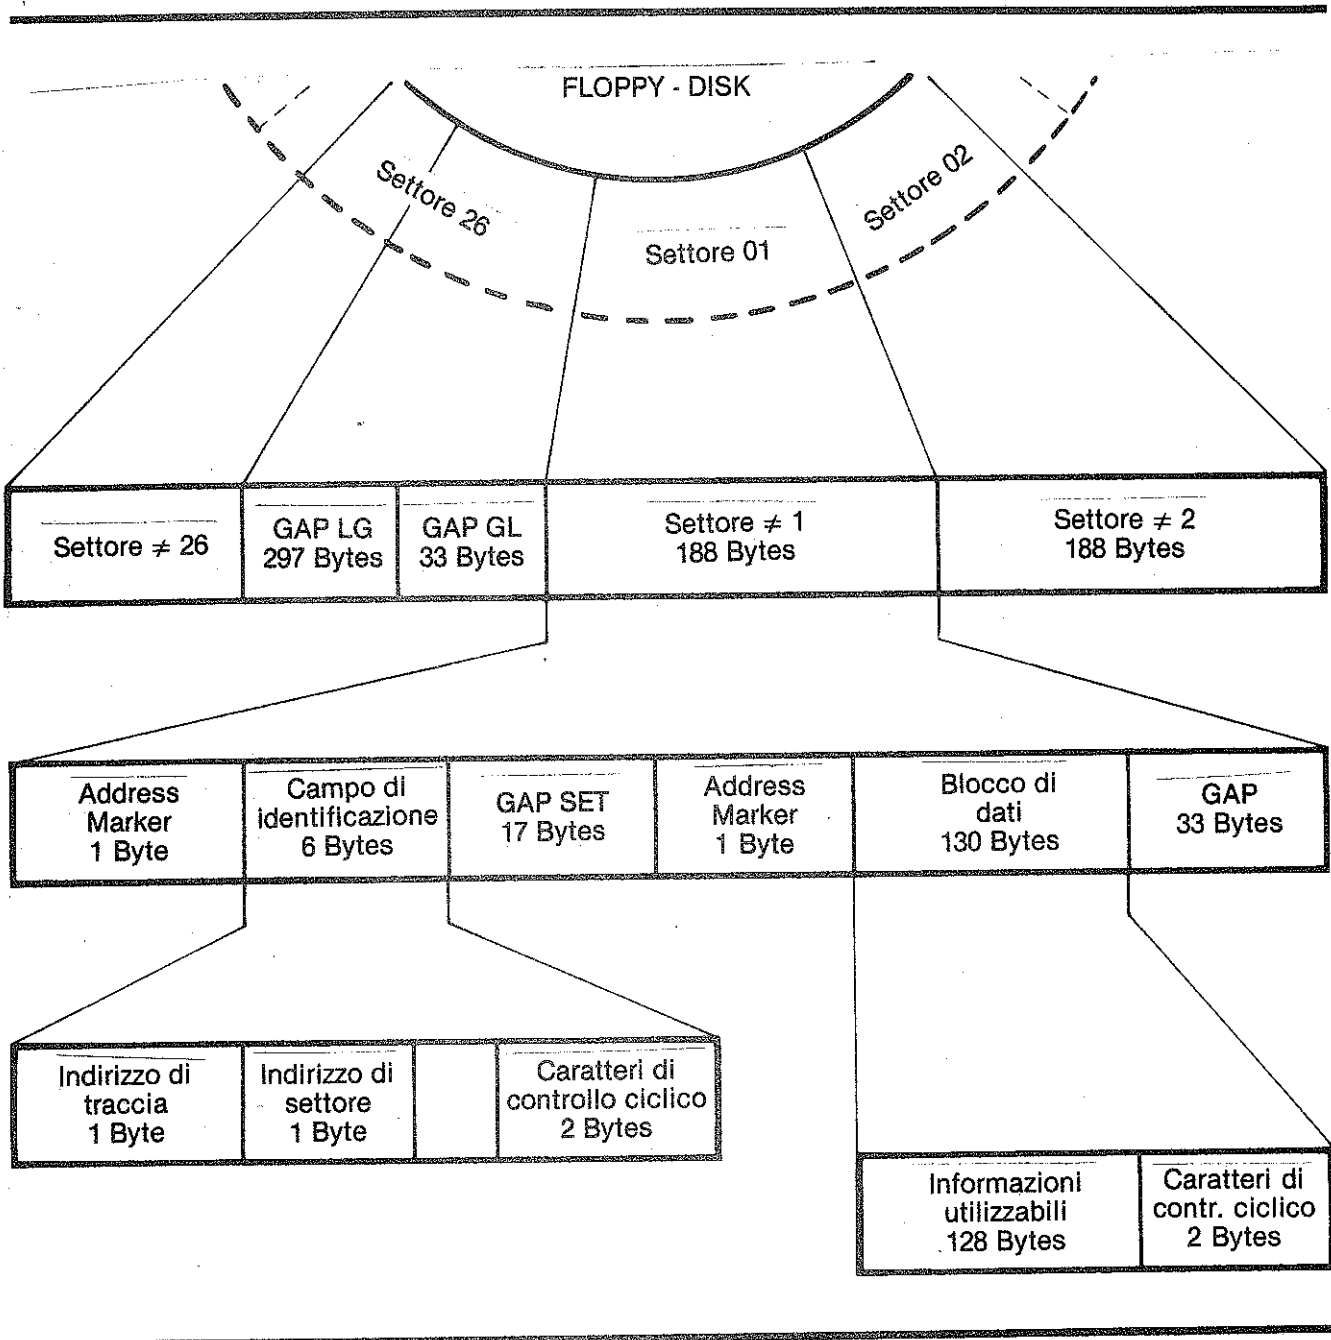 FLOPPY - DISK
Settore 26
Settore 01
Settore 02
Settore ≠ 26
GAP LG
297 Bytes
GAP GL
33 Bytes
Settore ≠ 1
188 Bytes
Settore ≠ 2
188 Bytes
Address
Marker
1 Byte
Campo di
identificazione
6 Bytes
GAP SET
17 Bytes
Address
Marker
1 Byte
Blocco di
dati
130 Bytes
GAP
33 Bytes
Indirizzo di
traccia
1 Byte
Indirizzo di
settore
1 Byte
Caratteri di
controllo ciclico
2 Bytes
Informazioni
utilizzabili
128 Bytes
Caratteri di
contr. ciclico
2 Bytes